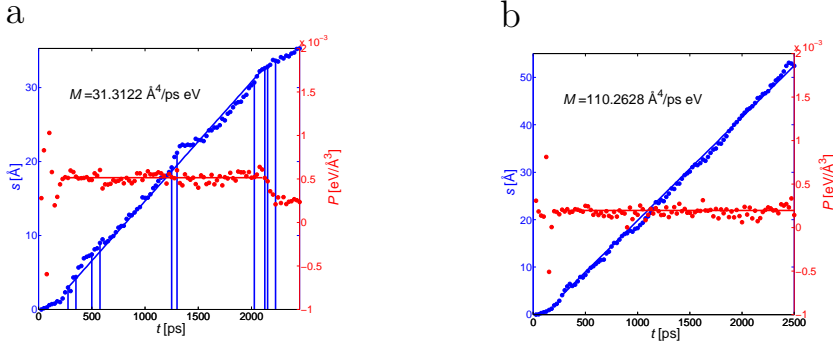 a
x 10⁻³
M=31.3122 Å⁴/ps eV
s [Å]
30
20
10
0
0 500 1000 1500 2000
t [ps]
2
1.5
1
0.5
0
−0.5
−1
P [eV/Å³]
b
x 10⁻³
M=110.2628 Å⁴/ps eV
s [Å]
60
50
40
30
20
10
0
0 500 1000 1500 2000 2500
t [ps]
2
1.5
1
0.5
0
−0.5
−1
P [eV/Å³]